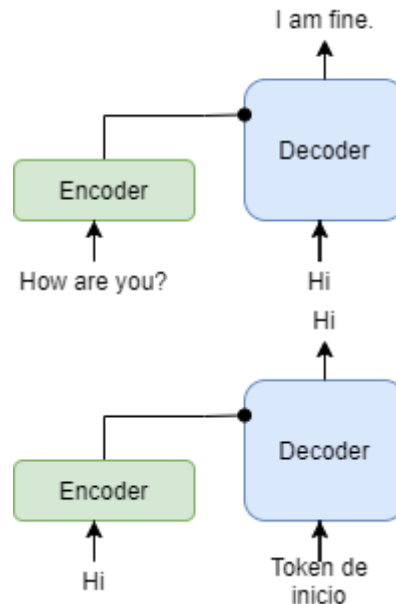 I am fine.
Decoder
Encoder
How are you?
Hi
Hi
Decoder
Encoder
Hi
Token de
inicio